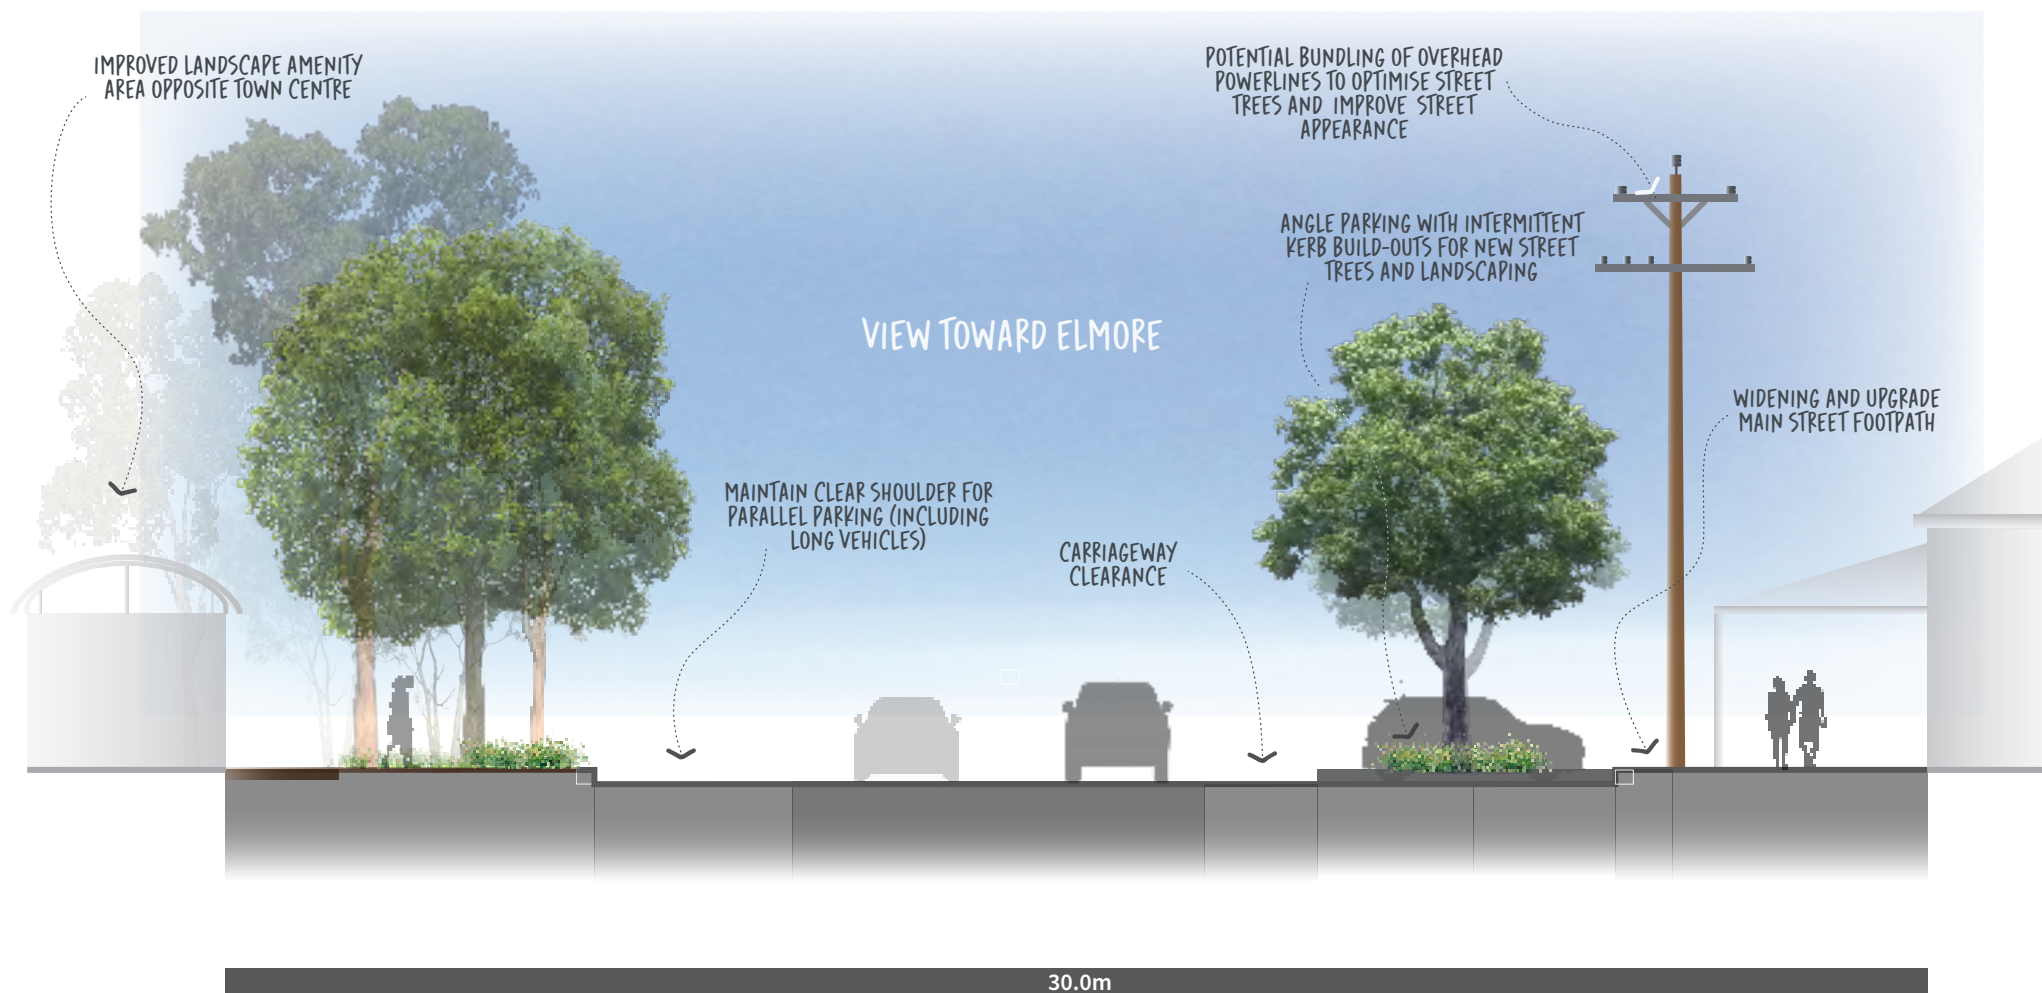 IMPROVED LANDSCAPE AMENITY
AREA OPPOSITE TOWN CENTRE
POTENTIAL BUNDLING OF OVERHEAD
POWERLINES TO OPTIMISE STREET
TREES AND IMPROVE STREET
APPEARANCE
ANGLE PARKING WITH INTERMITTENT
KERB BUILD-OUTS FOR NEW STREET
TREES AND LANDSCAPING
VIEW TOWARD ELMORE
WIDENING AND UPGRADE
MAIN STREET FOOTPATH
MAINTAIN CLEAR SHOULDER FOR
PARALLEL PARKING (INCLUDING
LONG VEHICLES)
CARRIAGEWAY
CLEARANCE
30.0m